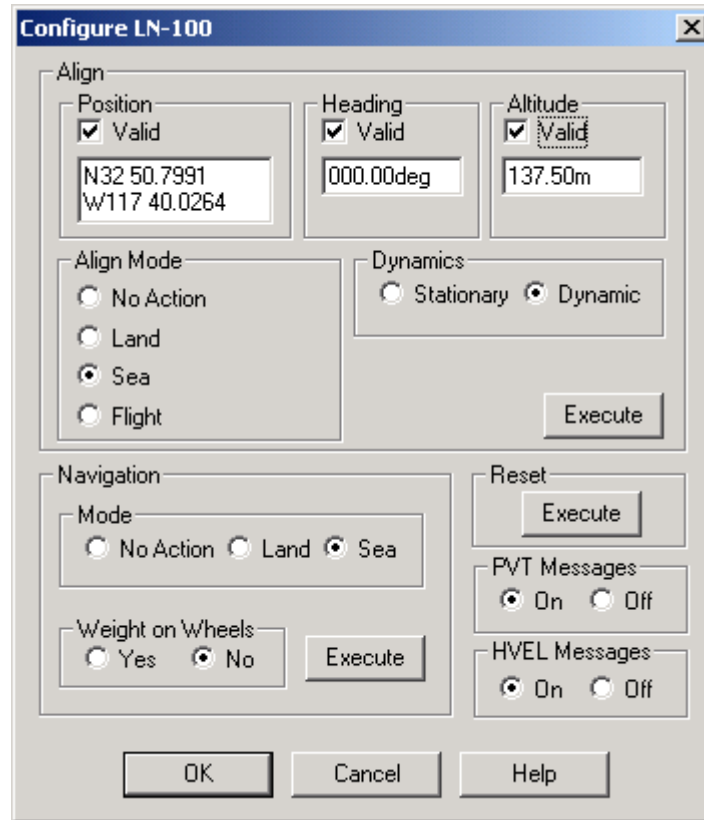 Configure LN-100
Align
Position
Valid
N32 50.7991
W117 40.0264
Heading
Valid
000.00deg
Altitude
Valid
137.50m
Align Mode
No Action
Land
Sea
Flight
Dynamics
Stationary Dynamic
Execute
Navigation
Mode
No Action Land Sea
Weight on Wheels
Yes No
Execute
Reset
Execute
PVT Messages
On Off
HVEL Messages
On Off
OK Cancel Help